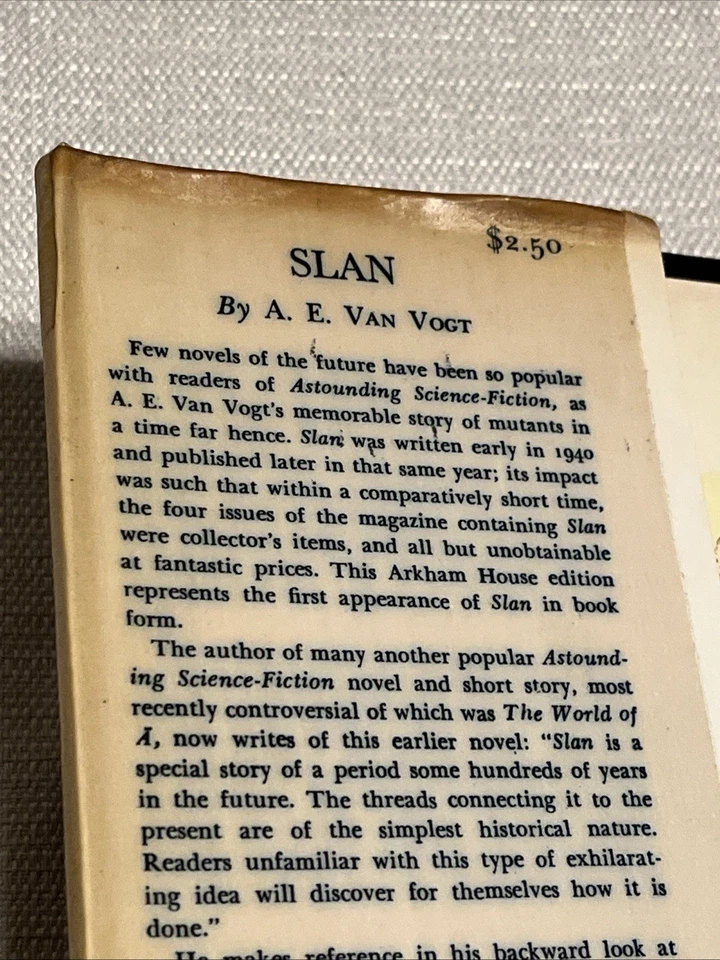 $2.50
SLAN
By A. E. VAN VOGT
Few novels of the future have been so popular
with readers of Astounding Science-Fiction, as
A. E. Van Vogt's memorable story of mutants in
a time far hence. Slan was written early in 1940
and published later in that same year; its impact
was such that within a comparatively short time,
the four issues of the magazine containing Slan
were collector's items, and all but unobtainable
at fantastic prices. This Arkham House edition
represents the first appearance of Slan in book
form.
The author of many another popular Astound-
ing Science-Fiction novel and short story, most
recently controversial of which was The World of
Ā, now writes of this earlier novel: "Slan is a
special story of a period some hundreds of years
in the future. The threads connecting it to the
present are of the simplest historical nature.
Readers unfamiliar with this type of exhilarat-
ing idea will discover for themselves how it is
done."
He makes reference in his backward look at